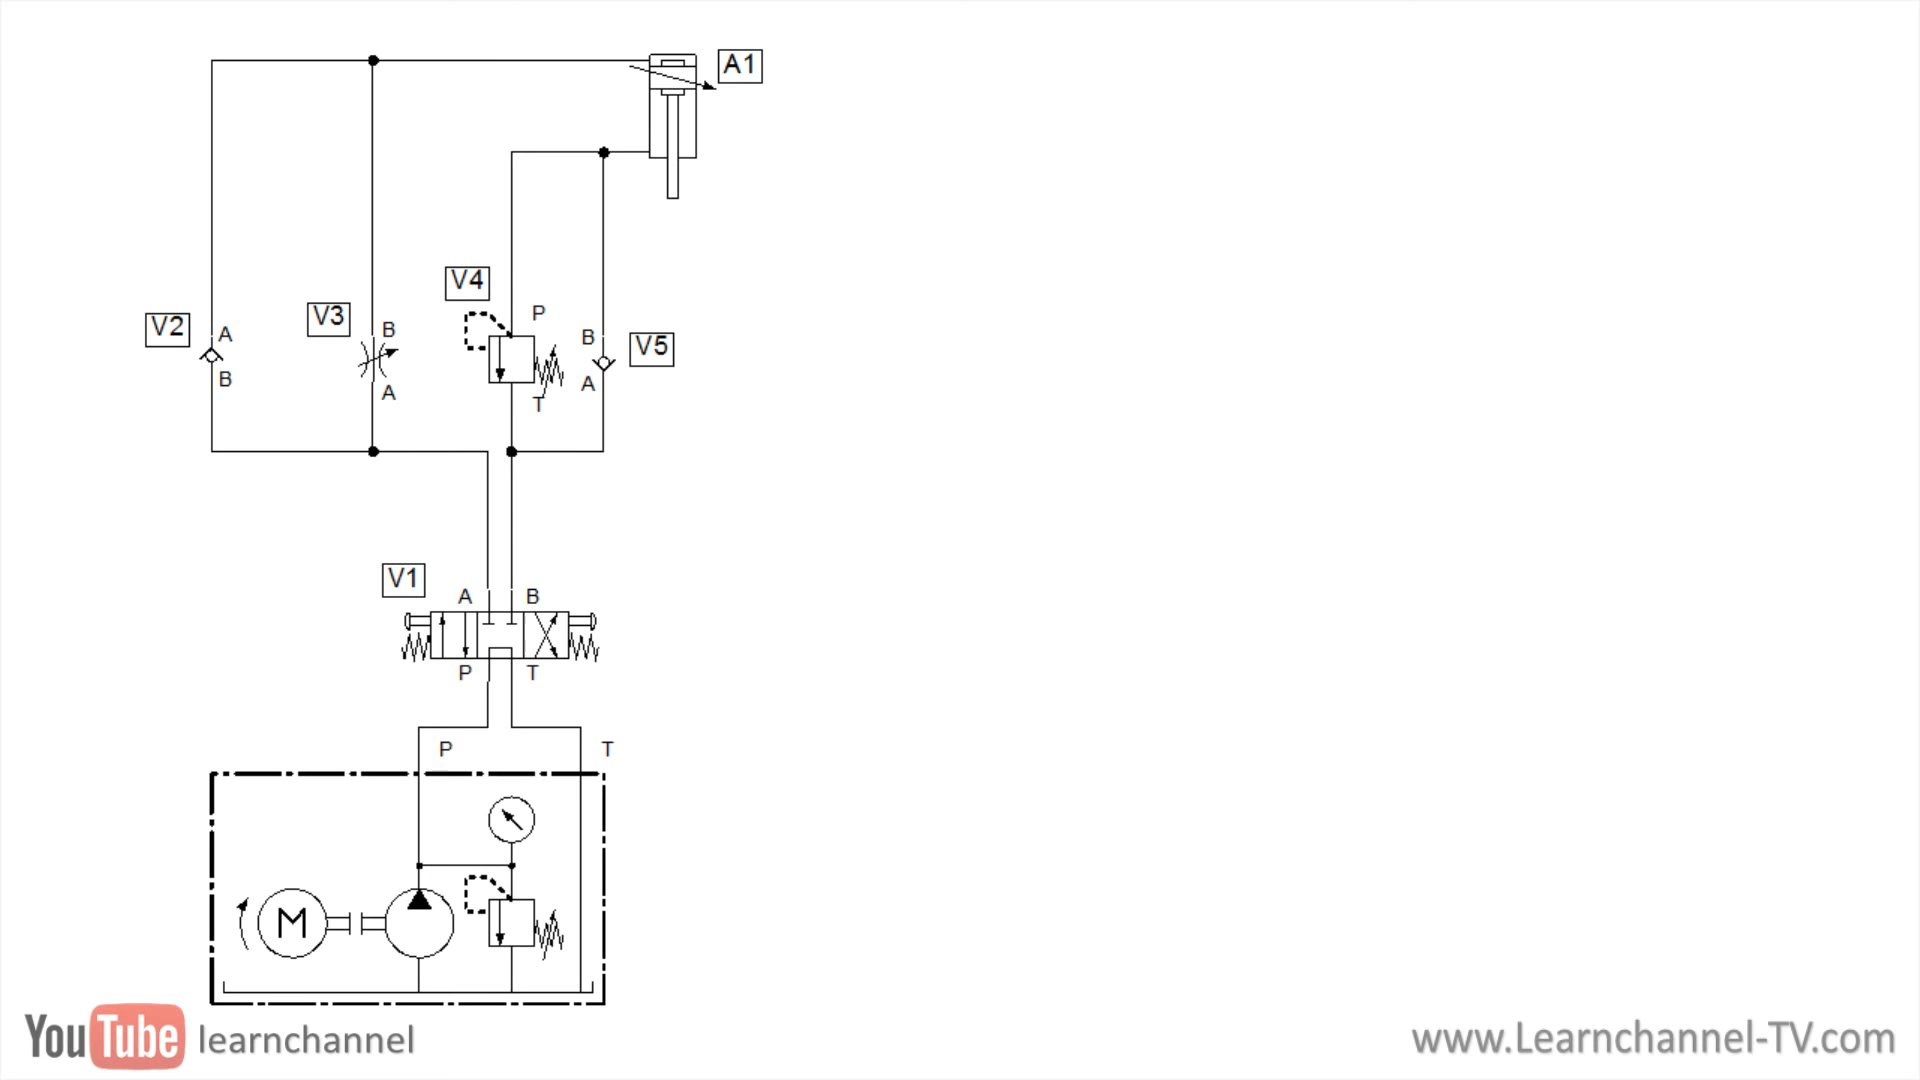 A1
V4
P
V2
A
V3
B
B
V5
B
A
A
T
V1
A
B
P
T
P
T
M
YouTube learnchannel
www.Learnchannel-TV.com